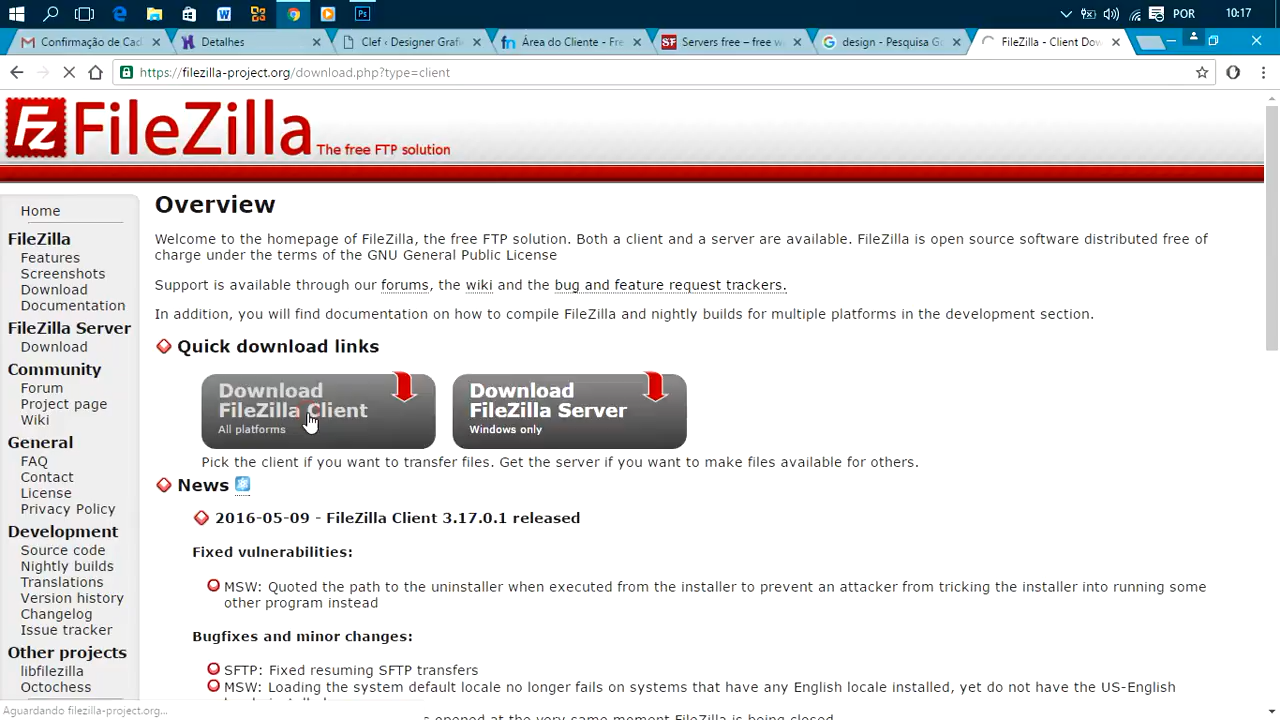 POR 10:17
Confirmação de Cad
Detalhes
Clef ‹ Designer Grafi
Área do Cliente - Fre
Servers free – free w
design - Pesquisa Go
FileZilla - Client Dow
https://filezilla-project.org/download.php?type=client
FileZilla The free FTP solution
Home
FileZilla
Features
Screenshots
Download
Documentation
FileZilla Server
Download
Community
Forum
Project page
Wiki
General
FAQ
Contact
License
Privacy Policy
Development
Source code
Nightly builds
Translations
Version history
Changelog
Issue tracker
Other projects
libfilezilla
Octochess
Overview
Welcome to the homepage of FileZilla, the free FTP solution. Both a client and a server are available. FileZilla is open source software distributed free of
charge under the terms of the GNU General Public License
Support is available through our forums, the wiki and the bug and feature request trackers.
In addition, you will find documentation on how to compile FileZilla and nightly builds for multiple platforms in the development section.
Quick download links
Download
FileZilla Client
All platforms
Download
FileZilla Server
Windows only
Pick the client if you want to transfer files. Get the server if you want to make files available for others.
News
2016-05-09 - FileZilla Client 3.17.0.1 released
Fixed vulnerabilities:
MSW: Quoted the path to the uninstaller when executed from the installer to prevent an attacker from tricking the installer into running some
other program instead
Bugfixes and minor changes:
SFTP: Fixed resuming SFTP transfers
MSW: Loading the system default locale no longer fails on systems that have any English locale installed, yet do not have the US-English
s opened at the very same moment FileZilla is being closed
Aguardando filezilla-project.org...